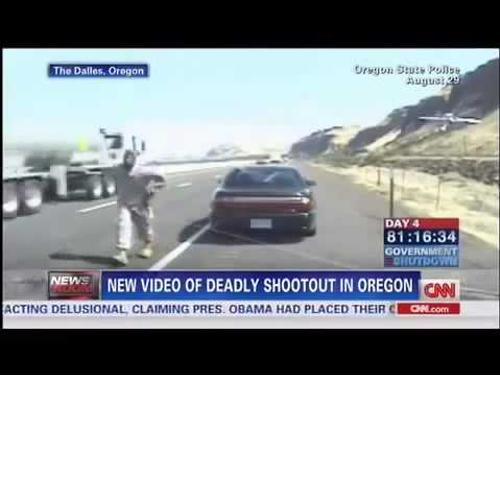 The Dalles, Oregon
Oregon State Police
August 29
DAY 4
81:16:34
GOVERNMENT
SHUTDOWN
NEWS
ROOM
NEW VIDEO OF DEADLY SHOOTOUT IN OREGON
CNN
ACTING DELUSIONAL, CLAIMING PRES. OBAMA HAD PLACED THEIR
CNN.com